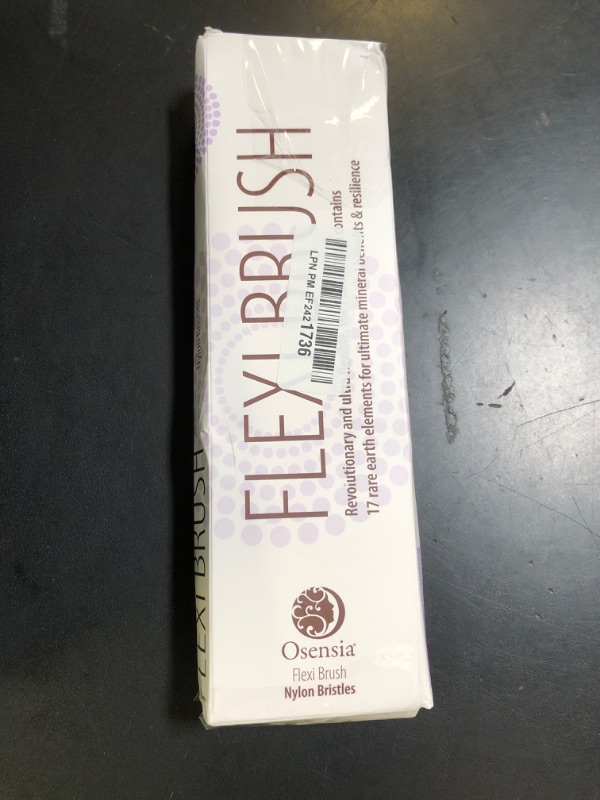 FLEXI BRUSH
Revolutionary and ontains
17 rare earth elements for ultimate mineral benefits & resilience
LPN PM EF2421736
Osensia
Flexi Brush
Nylon Bristles
FLEXI BRUSH